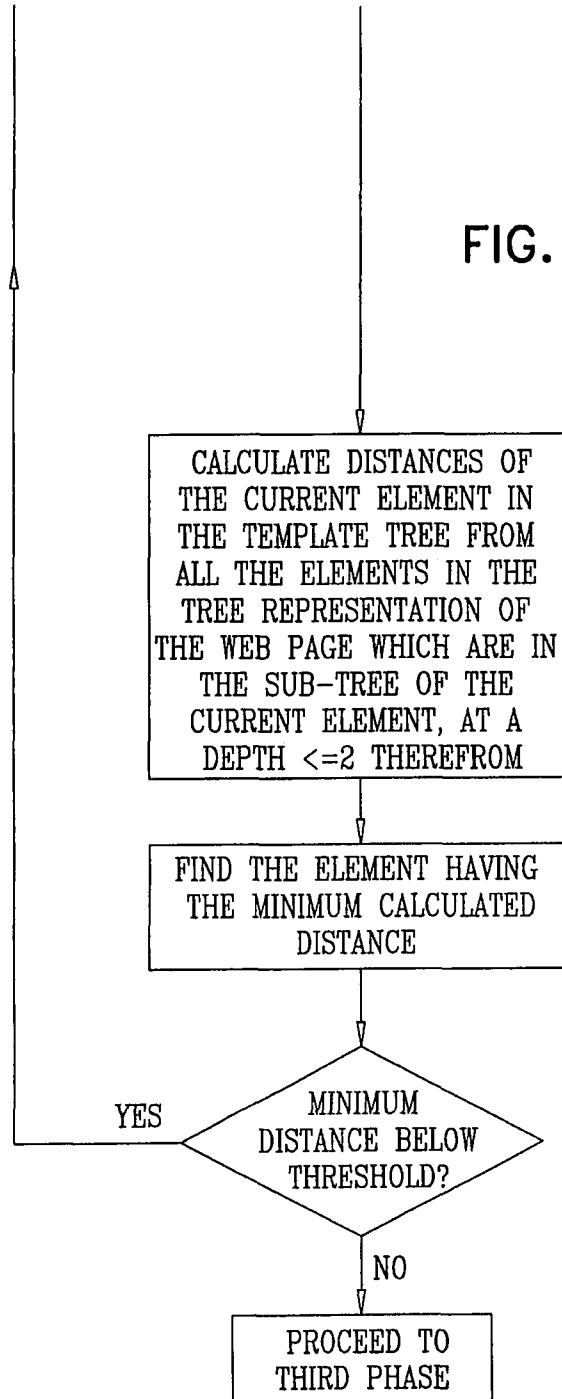 FIG.
CALCULATE DISTANCES OF
THE CURRENT ELEMENT IN
THE TEMPLATE TREE FROM
ALL THE ELEMENTS IN THE
TREE REPRESENTATION OF
THE WEB PAGE WHICH ARE IN
THE SUB-TREE OF THE
CURRENT ELEMENT, AT A
DEPTH <=2 THEREFROM
FIND THE ELEMENT HAVING
THE MINIMUM CALCULATED
DISTANCE
YES
MINIMUM
DISTANCE BELOW
THRESHOLD?
NO
PROCEED TO
THIRD PHASE